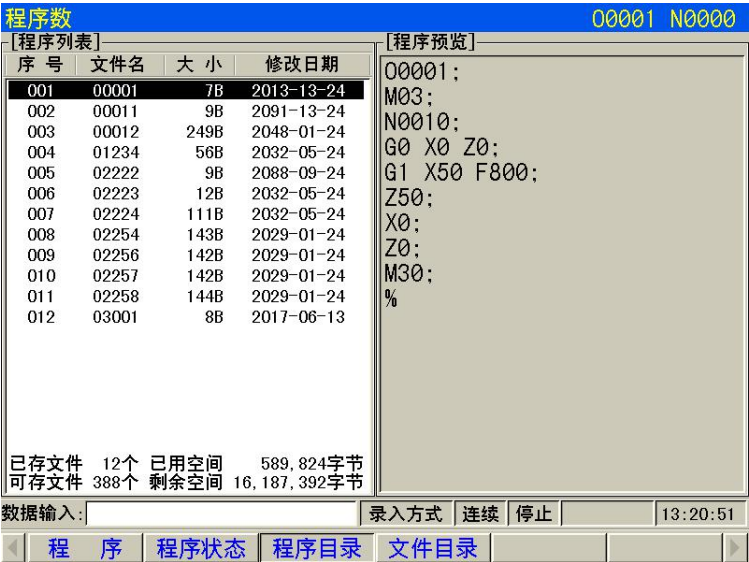 程序数 O0001 N0000
[程序列表]
序 号 文件名 大 小 修改日期
001 O0001 7B 2013-13-24
002 O0011 9B 2091-13-24
003 O0012 249B 2048-01-24
004 O1234 56B 2032-05-24
005 O2222 9B 2088-09-24
006 O2223 12B 2032-05-24
007 O2224 111B 2032-05-24
008 O2254 143B 2029-01-24
009 O2256 142B 2029-01-24
010 O2257 142B 2029-01-24
011 O2258 144B 2029-01-24
012 O3001 8B 2017-06-13
已存文件 12个 已用空间 589,824字节
可存文件 388个 剩余空间 16,187,392字节
[程序预览]
O0001;
M03;
N0010;
G0 X0 Z0;
G1 X50 F800;
Z50;
X0;
Z0;
M30;
%
数据输入: 录入方式 连续 停止 13:20:51
程 序 程序状态 程序目录 文件目录